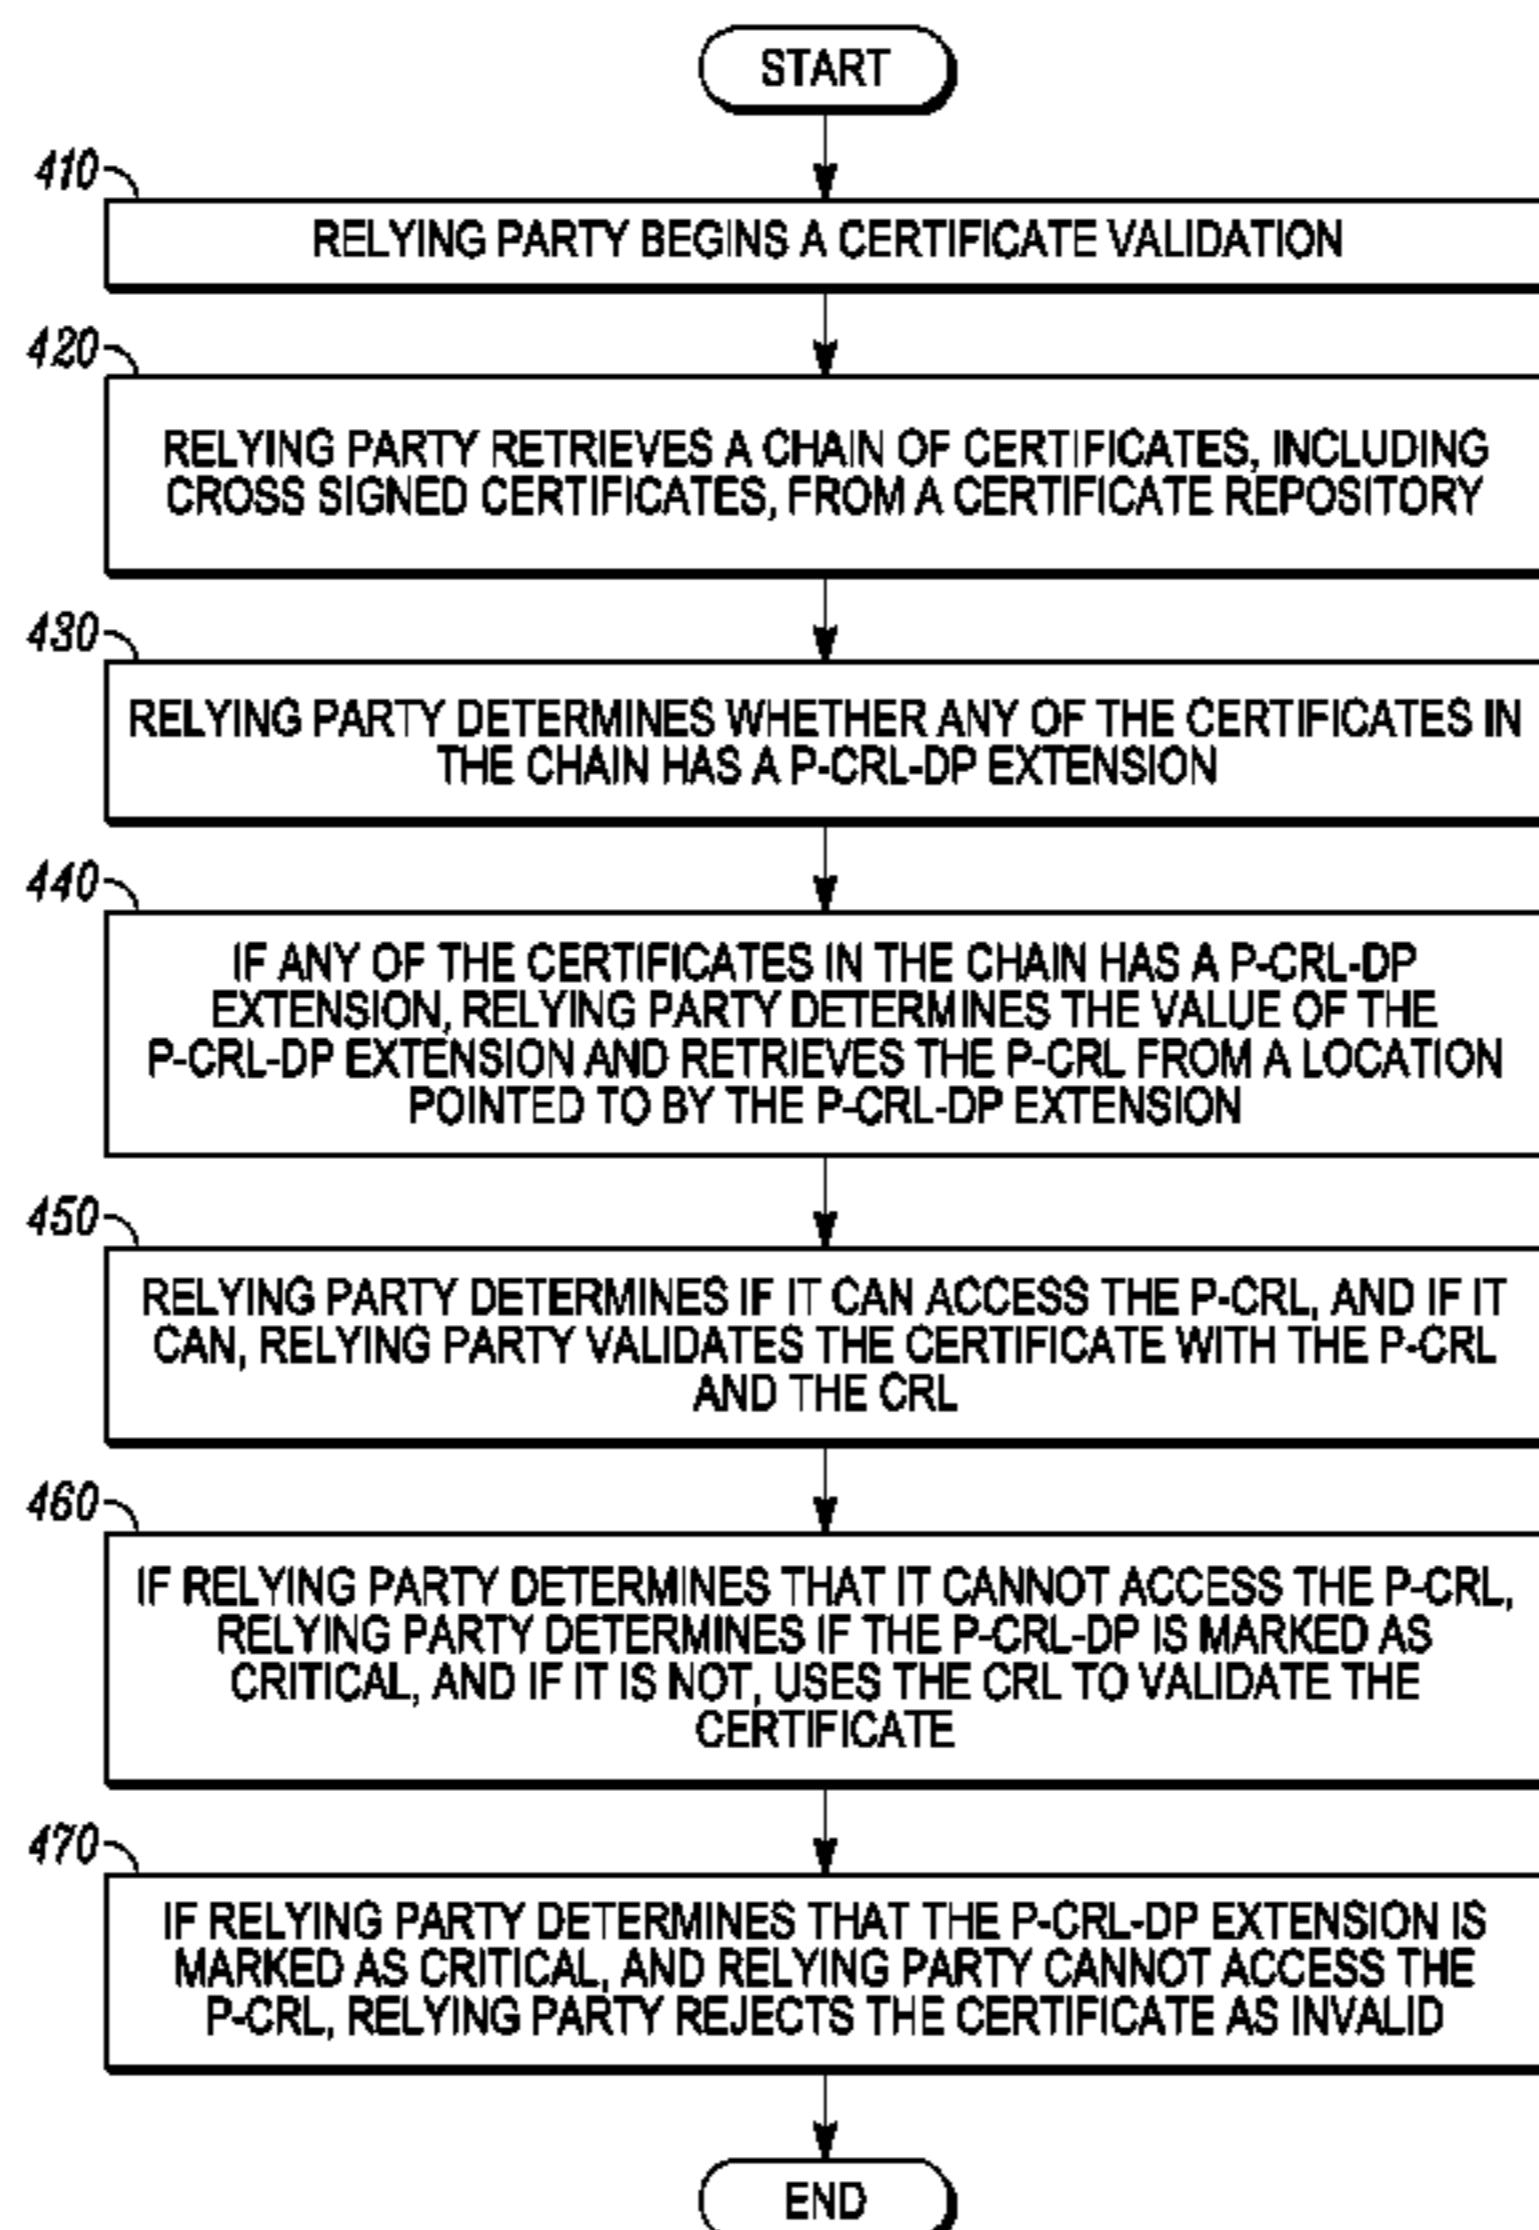 START
410
RELYING PARTY BEGINS A CERTIFICATE VALIDATION
420
RELYING PARTY RETRIEVES A CHAIN OF CERTIFICATES, INCLUDING
CROSS SIGNED CERTIFICATES, FROM A CERTIFICATE REPOSITORY
430
RELYING PARTY DETERMINES WHETHER ANY OF THE CERTIFICATES IN
THE CHAIN HAS A P-CRL-DP EXTENSION
440
IF ANY OF THE CERTIFICATES IN THE CHAIN HAS A P-CRL-DP
EXTENSION, RELYING PARTY DETERMINES THE VALUE OF THE
P-CRL-DP EXTENSION AND RETRIEVES THE P-CRL FROM A LOCATION
POINTED TO BY THE P-CRL-DP EXTENSION
450
RELYING PARTY DETERMINES IF IT CAN ACCESS THE P-CRL, AND IF IT
CAN, RELYING PARTY VALIDATES THE CERTIFICATE WITH THE P-CRL
AND THE CRL
460
IF RELYING PARTY DETERMINES THAT IT CANNOT ACCESS THE P-CRL,
RELYING PARTY DETERMINES IF THE P-CRL-DP IS MARKED AS
CRITICAL, AND IF IT IS NOT, USES THE CRL TO VALIDATE THE
CERTIFICATE
470
IF RELYING PARTY DETERMINES THAT THE P-CRL-DP EXTENSION IS
MARKED AS CRITICAL, AND RELYING PARTY CANNOT ACCESS THE
P-CRL, RELYING PARTY REJECTS THE CERTIFICATE AS INVALID
END